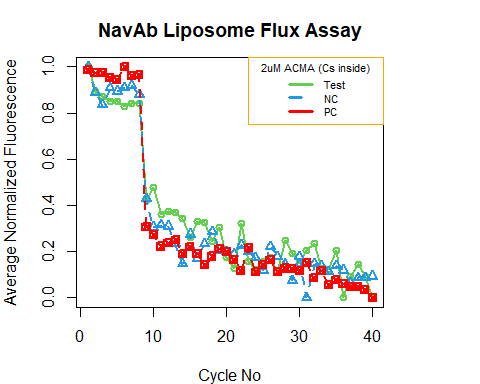 NavAb Liposome Flux Assay
2uM ACMA (Cs inside)
Test
NC
PC
Average Normalized Fluorescence
1.0
0.8
0.6
0.4
0.2
0.0
0 10 20 30 40
Cycle No